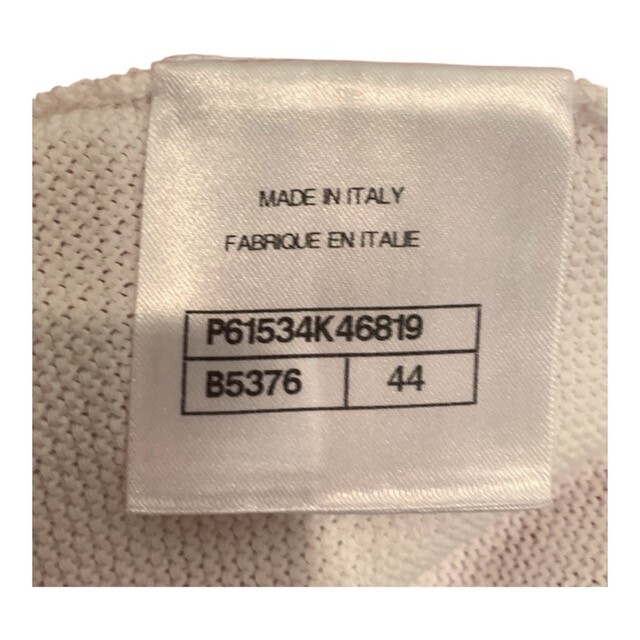 MADE IN ITALY
FABRIQUE EN ITALIE
P61534K46819
B5376 44